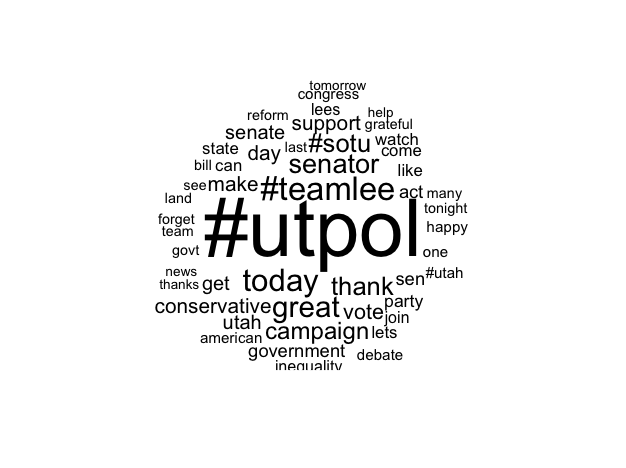 tomorrow
congress
reform lees help
senate support grateful
state day last #sotu watch
bill can senator come
see make #teamlee like
land act many
forget #utpol tonight
team happy
govt one
news today thank sen #utah
thanks get
conservative great vote party
utah campaign lets join
american
government debate
inequality